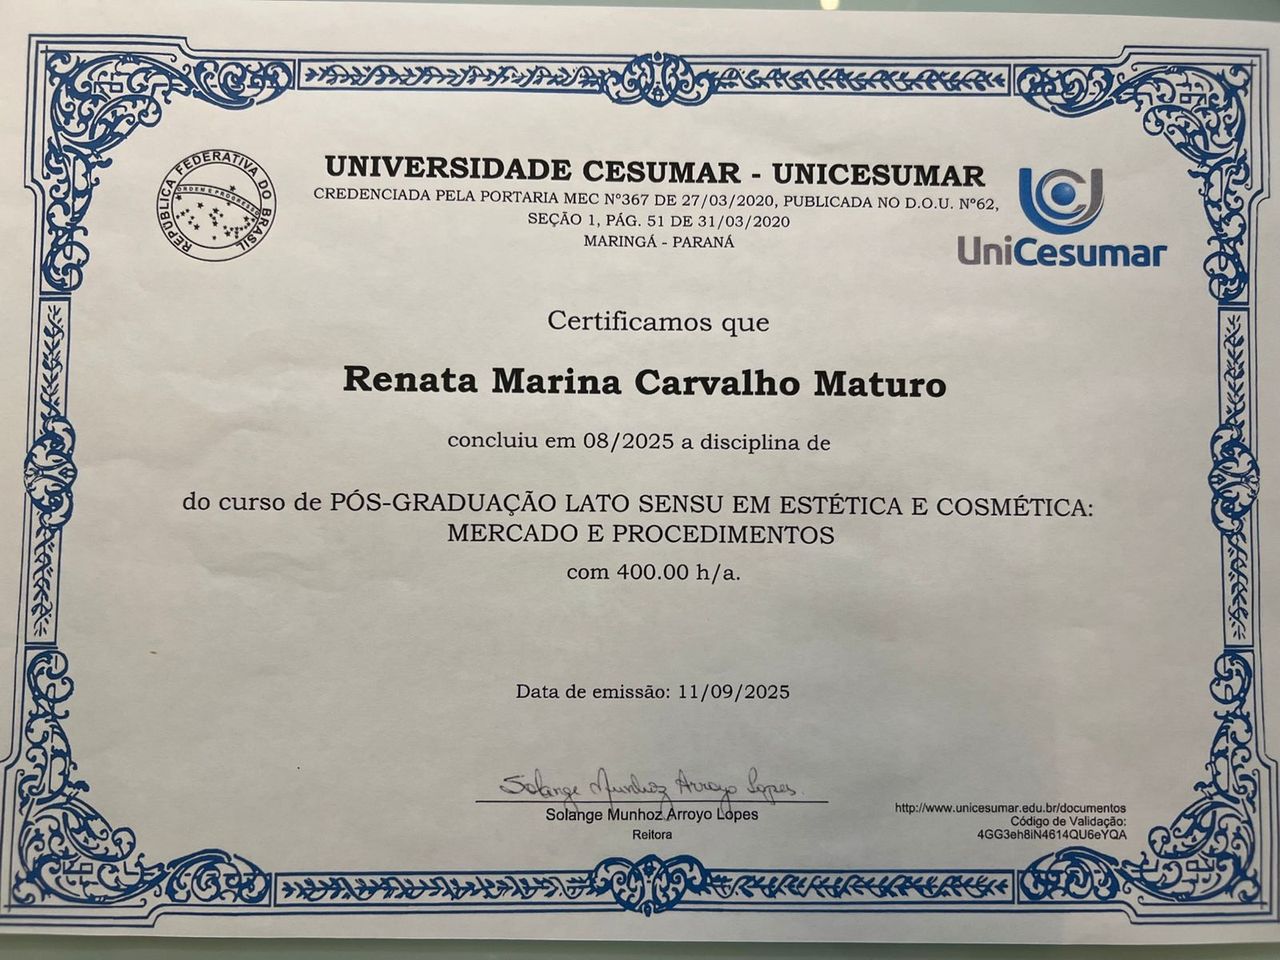 REPÚBLICA FEDERATIVA DO BRASIL
ORDEM E PROGRESSO
UNIVERSIDADE CESUMAR - UNICESUMAR
CREDENCIADA PELA PORTARIA MEC Nº367 DE 27/03/2020, PUBLICADA NO D.O.U. Nº62,
SEÇÃO 1, PÁG. 51 DE 31/03/2020
MARINGÁ - PARANÁ
UniCesumar
Certificamos que
Renata Marina Carvalho Maturo
concluiu em 08/2025 a disciplina de
do curso de PÓS-GRADUAÇÃO LATO SENSU EM ESTÉTICA E COSMÉTICA:
MERCADO E PROCEDIMENTOS
com 400.00 h/a.
Data de emissão: 11/09/2025
Solange Munhoz Arroyo Lopes
Solange Munhoz Arroyo Lopes
Reitora
http://www.unicesumar.edu.br/documentos
Código de Validação:
4GG3eh8iN4614QU6eYQA